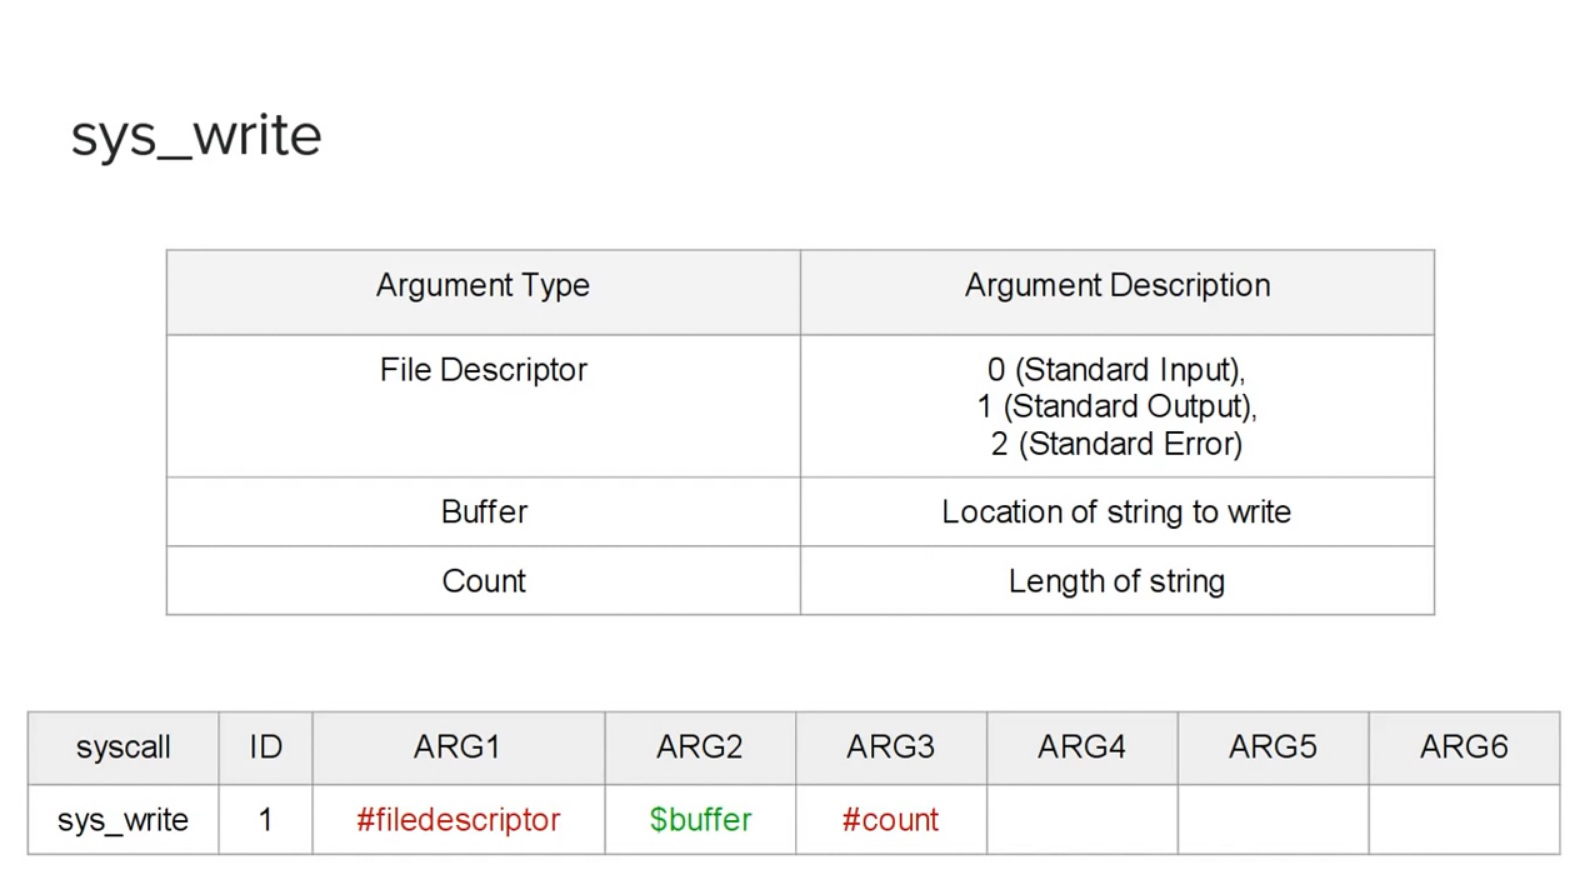 sys_write
Argument Type Argument Description
File Descriptor 0 (Standard Input),
1 (Standard Output),
2 (Standard Error)
Buffer Location of string to write
Count Length of string
syscall ID ARG1 ARG2 ARG3 ARG4 ARG5 ARG6
sys_write 1 #filedescriptor $buffer #count